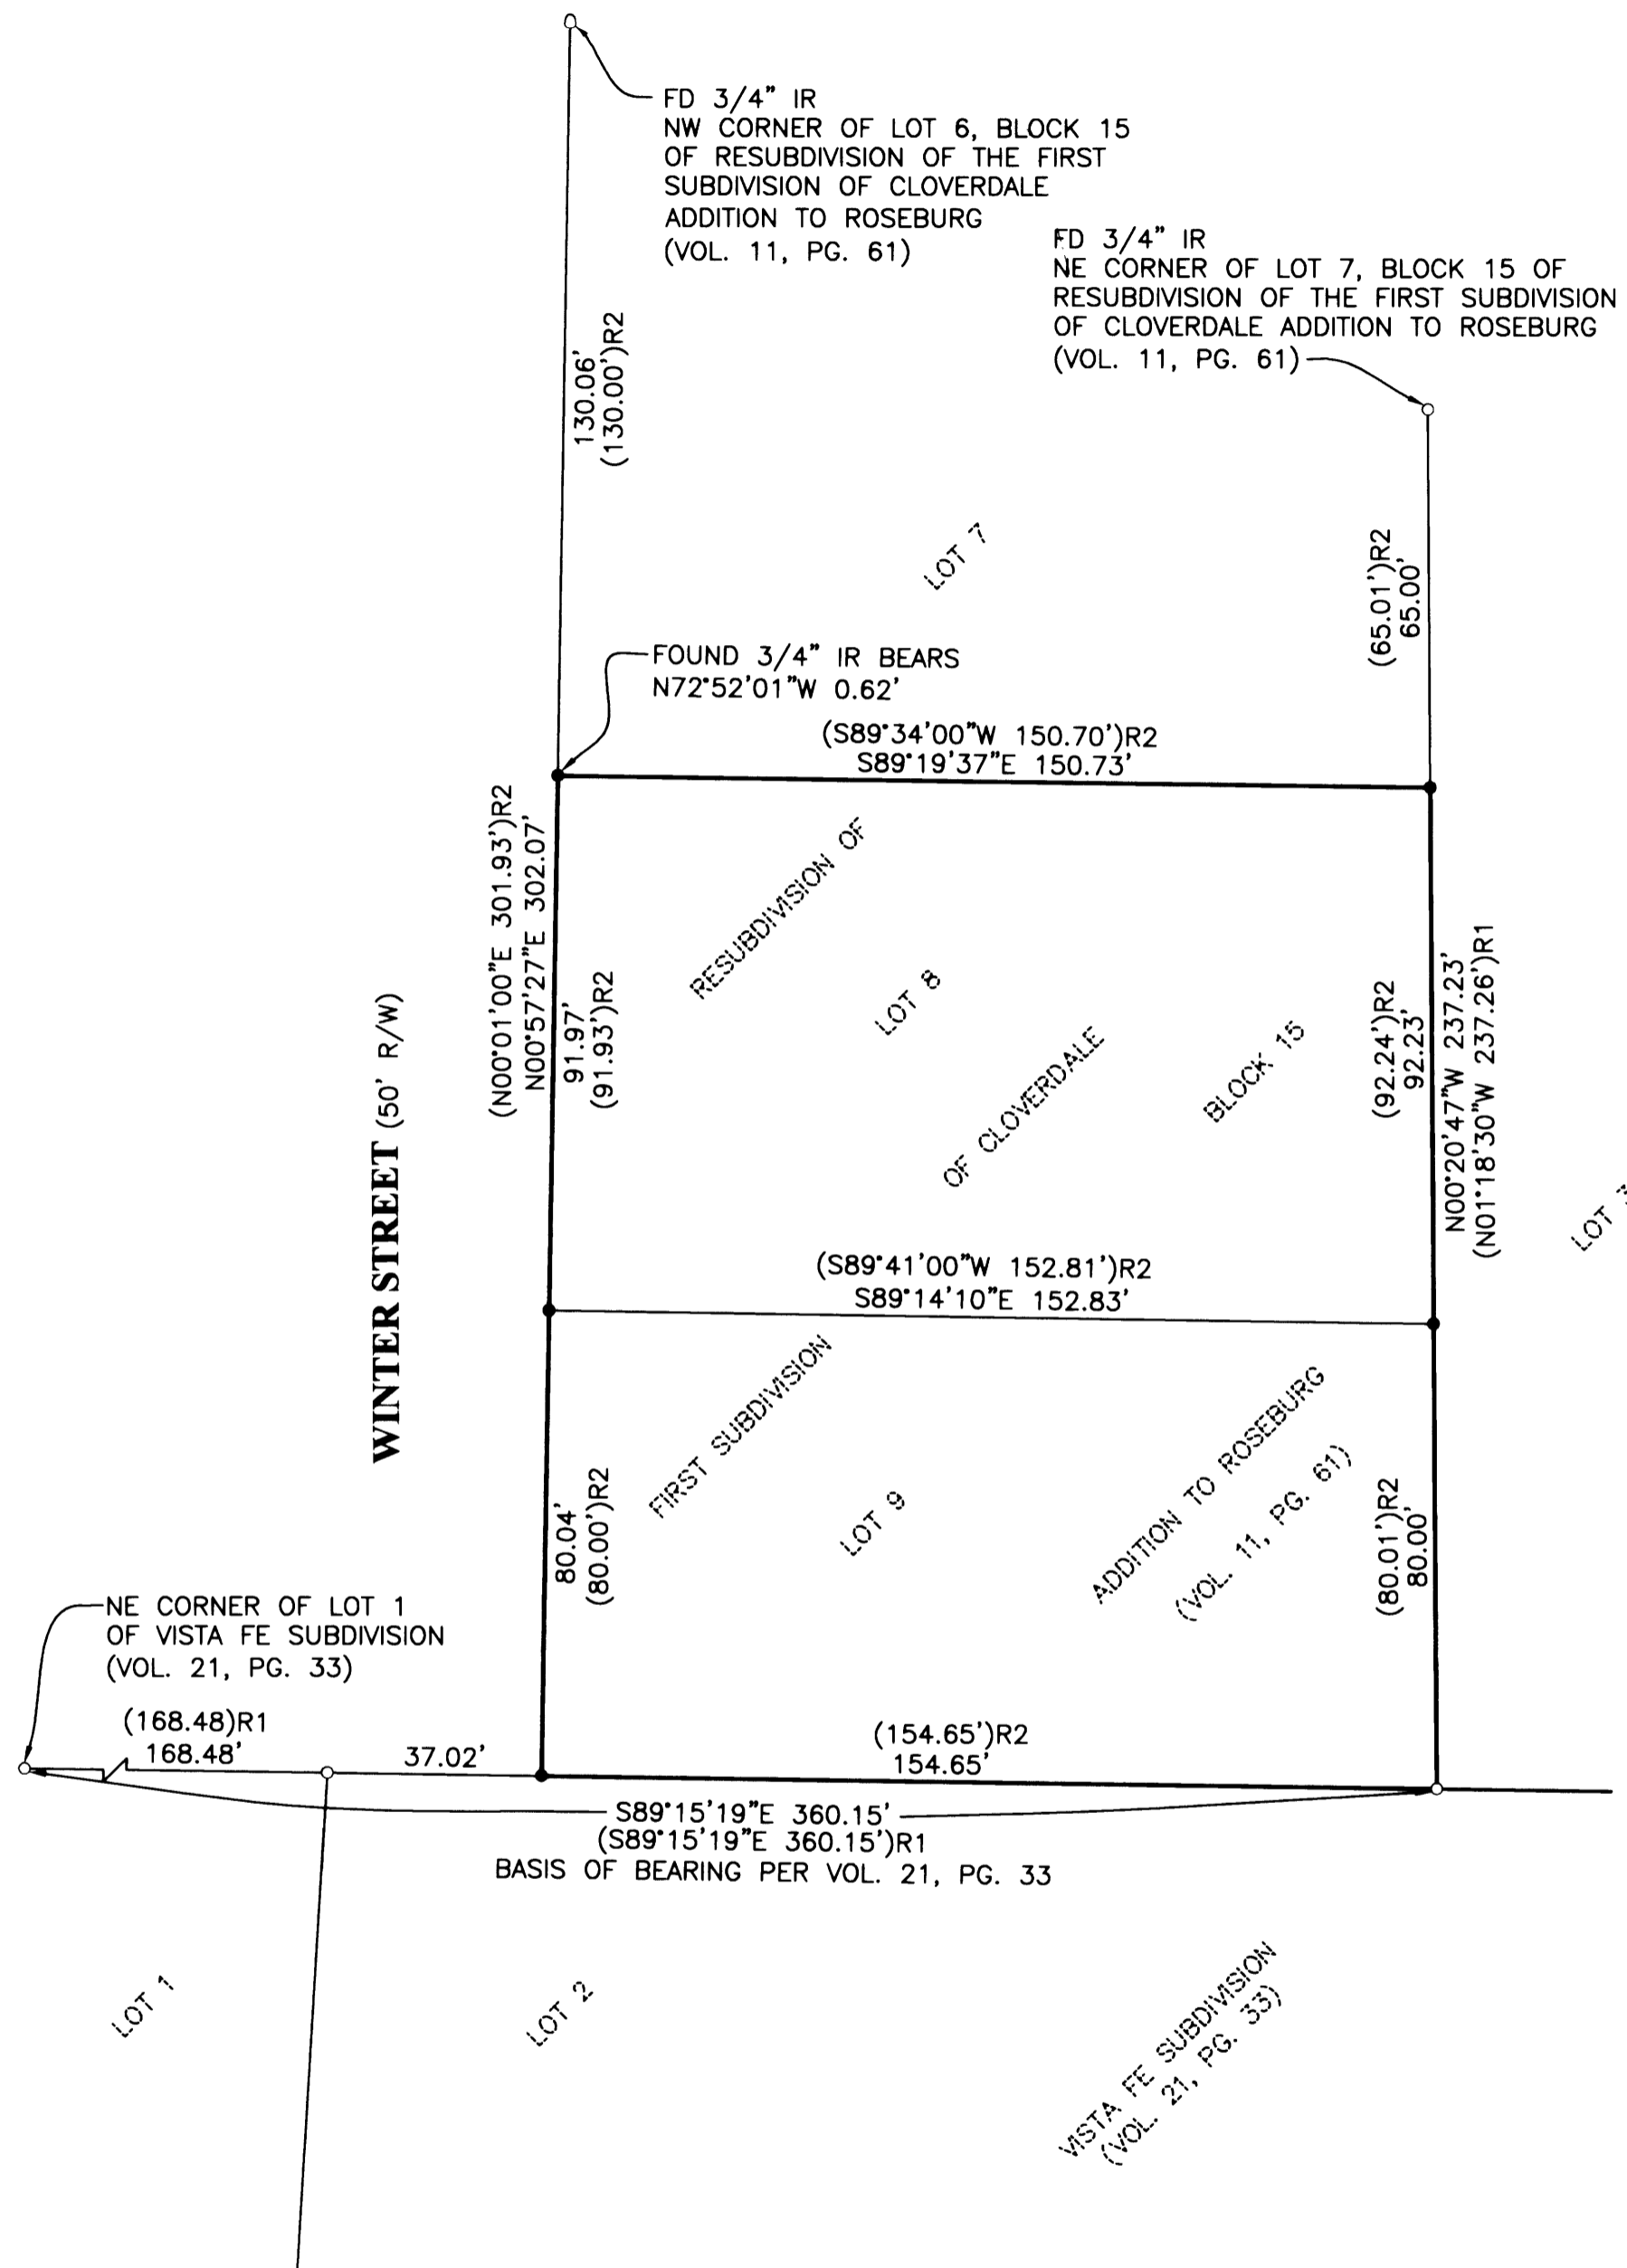 FD 3/4" IR
NW CORNER OF LOT 6, BLOCK 15
OF RESUBDIVISION OF THE FIRST
SUBDIVISION OF CLOVERDALE
ADDITION TO ROSEBURG
(VOL. 11, PG. 61)
FD 3/4" IR
NE CORNER OF LOT 7, BLOCK 15 OF
RESUBDIVISION OF THE FIRST SUBDIVISION
OF CLOVERDALE ADDITION TO ROSEBURG
(VOL. 11, PG. 61)
130.06'
(130.00')R2
LOT 7
(65.01')R2
65.00'
FOUND 3/4" IR BEARS
N72°52'01"W 0.62'
(S89°34'00"W 150.70')R2
S89°19'37"E 150.73'
(N00°01'00"E 301.93')R2
N00°57'27"E 302.07'
91.97'
(91.93')R2
RESUBDIVISION OF
LOT 8
OF CLOVERDALE
BLOCK 15
(92.24')R2
92.23'
N00°20'47"W 237.23'
(N01°18'30"W 237.26')R1
LOT
WINTER STREET (50' R/W)
(S89°41'00"W 152.81')R2
S89°14'10"E 152.83'
FIRST SUBDIVISION
LOT 9
ADDITION TO ROSEBURG
(VOL. 11, PG. 61)
80.04'
(80.00')R2
(80.01')R2
80.00'
NE CORNER OF LOT 1
OF VISTA FE SUBDIVISION
(VOL. 21, PG. 33)
(168.48)R1
168.48'
37.02'
(154.65')R2
154.65'
S89°15'19"E 360.15'
(S89°15'19"E 360.15')R1
BASIS OF BEARING PER VOL. 21, PG. 33
LOT 1
LOT 2
VISTA FE SUBDIVISION
(VOL. 21, PG. 33)